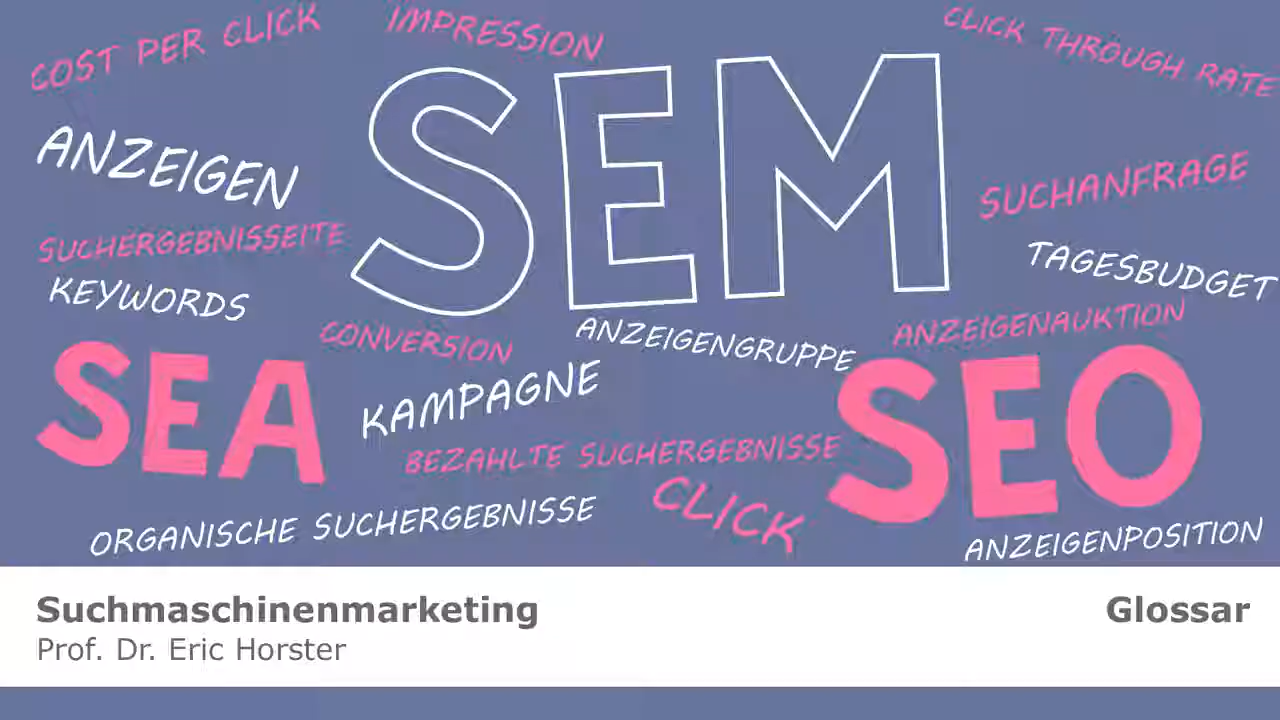 COST PER CLICK
IMPRESSION
CLICK THROUGH RATE
SEM
ANZEIGEN
SUCHANFRAGE
SUCHERGEBNISSEITE
TAGESBUDGET
KEYWORDS
CONVERSION
ANZEIGENGRUPPE
ANZEIGENAUKTION
SEA
KAMPAGNE
SEO
BEZAHLTE SUCHERGEBNISSE
CLICK
ORGANISCHE SUCHERGEBNISSE
ANZEIGENPOSITION
Suchmaschinenmarketing
Glossar
Prof. Dr. Eric Horster